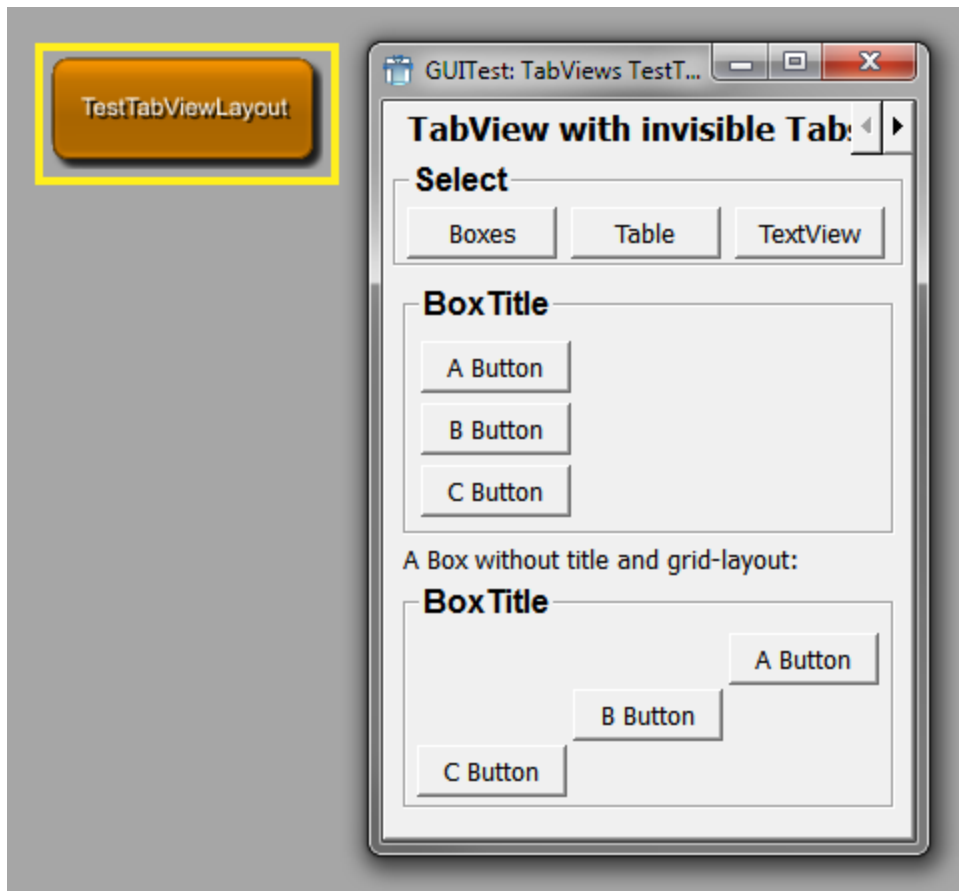 TestTabViewLayout
GUITest: TabViews TestT...
TabView with invisible Tab
Select
Boxes Table TextView
BoxTitle
A Button
B Button
C Button
A Box without title and grid-layout:
BoxTitle
A Button
B Button
C Button